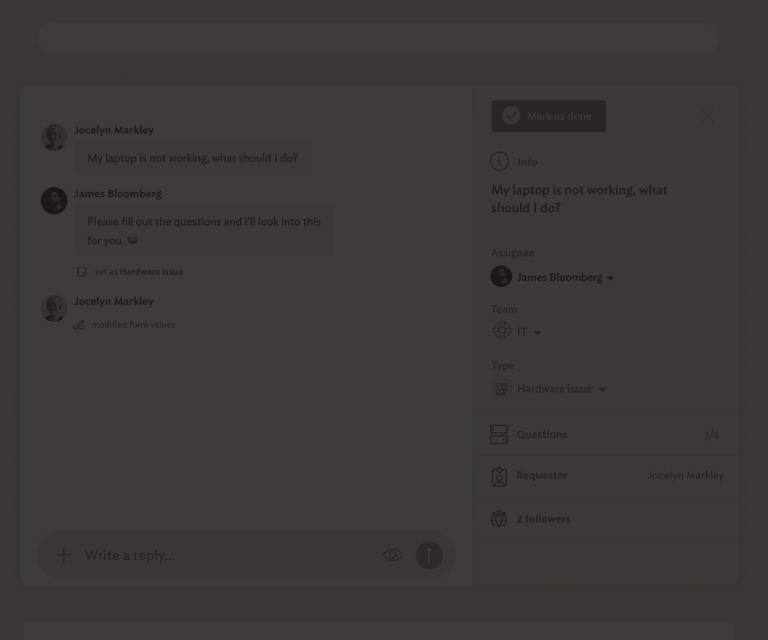 Jocelyn Markley
My laptop is not working, what should I do?
James Bloomberg
Please fill out the questions and i'll look into this
for you.
set as Hardware issue
Jocelyn Markley
modified form values
Write a reply...
Mark as done
Info
My laptop is not working, what
should I do?
Assignee
James Bloomberg
Team
IT
Type
Hardware issue
Questions
3/4
Requester
Jocelyn Markley
2 followers